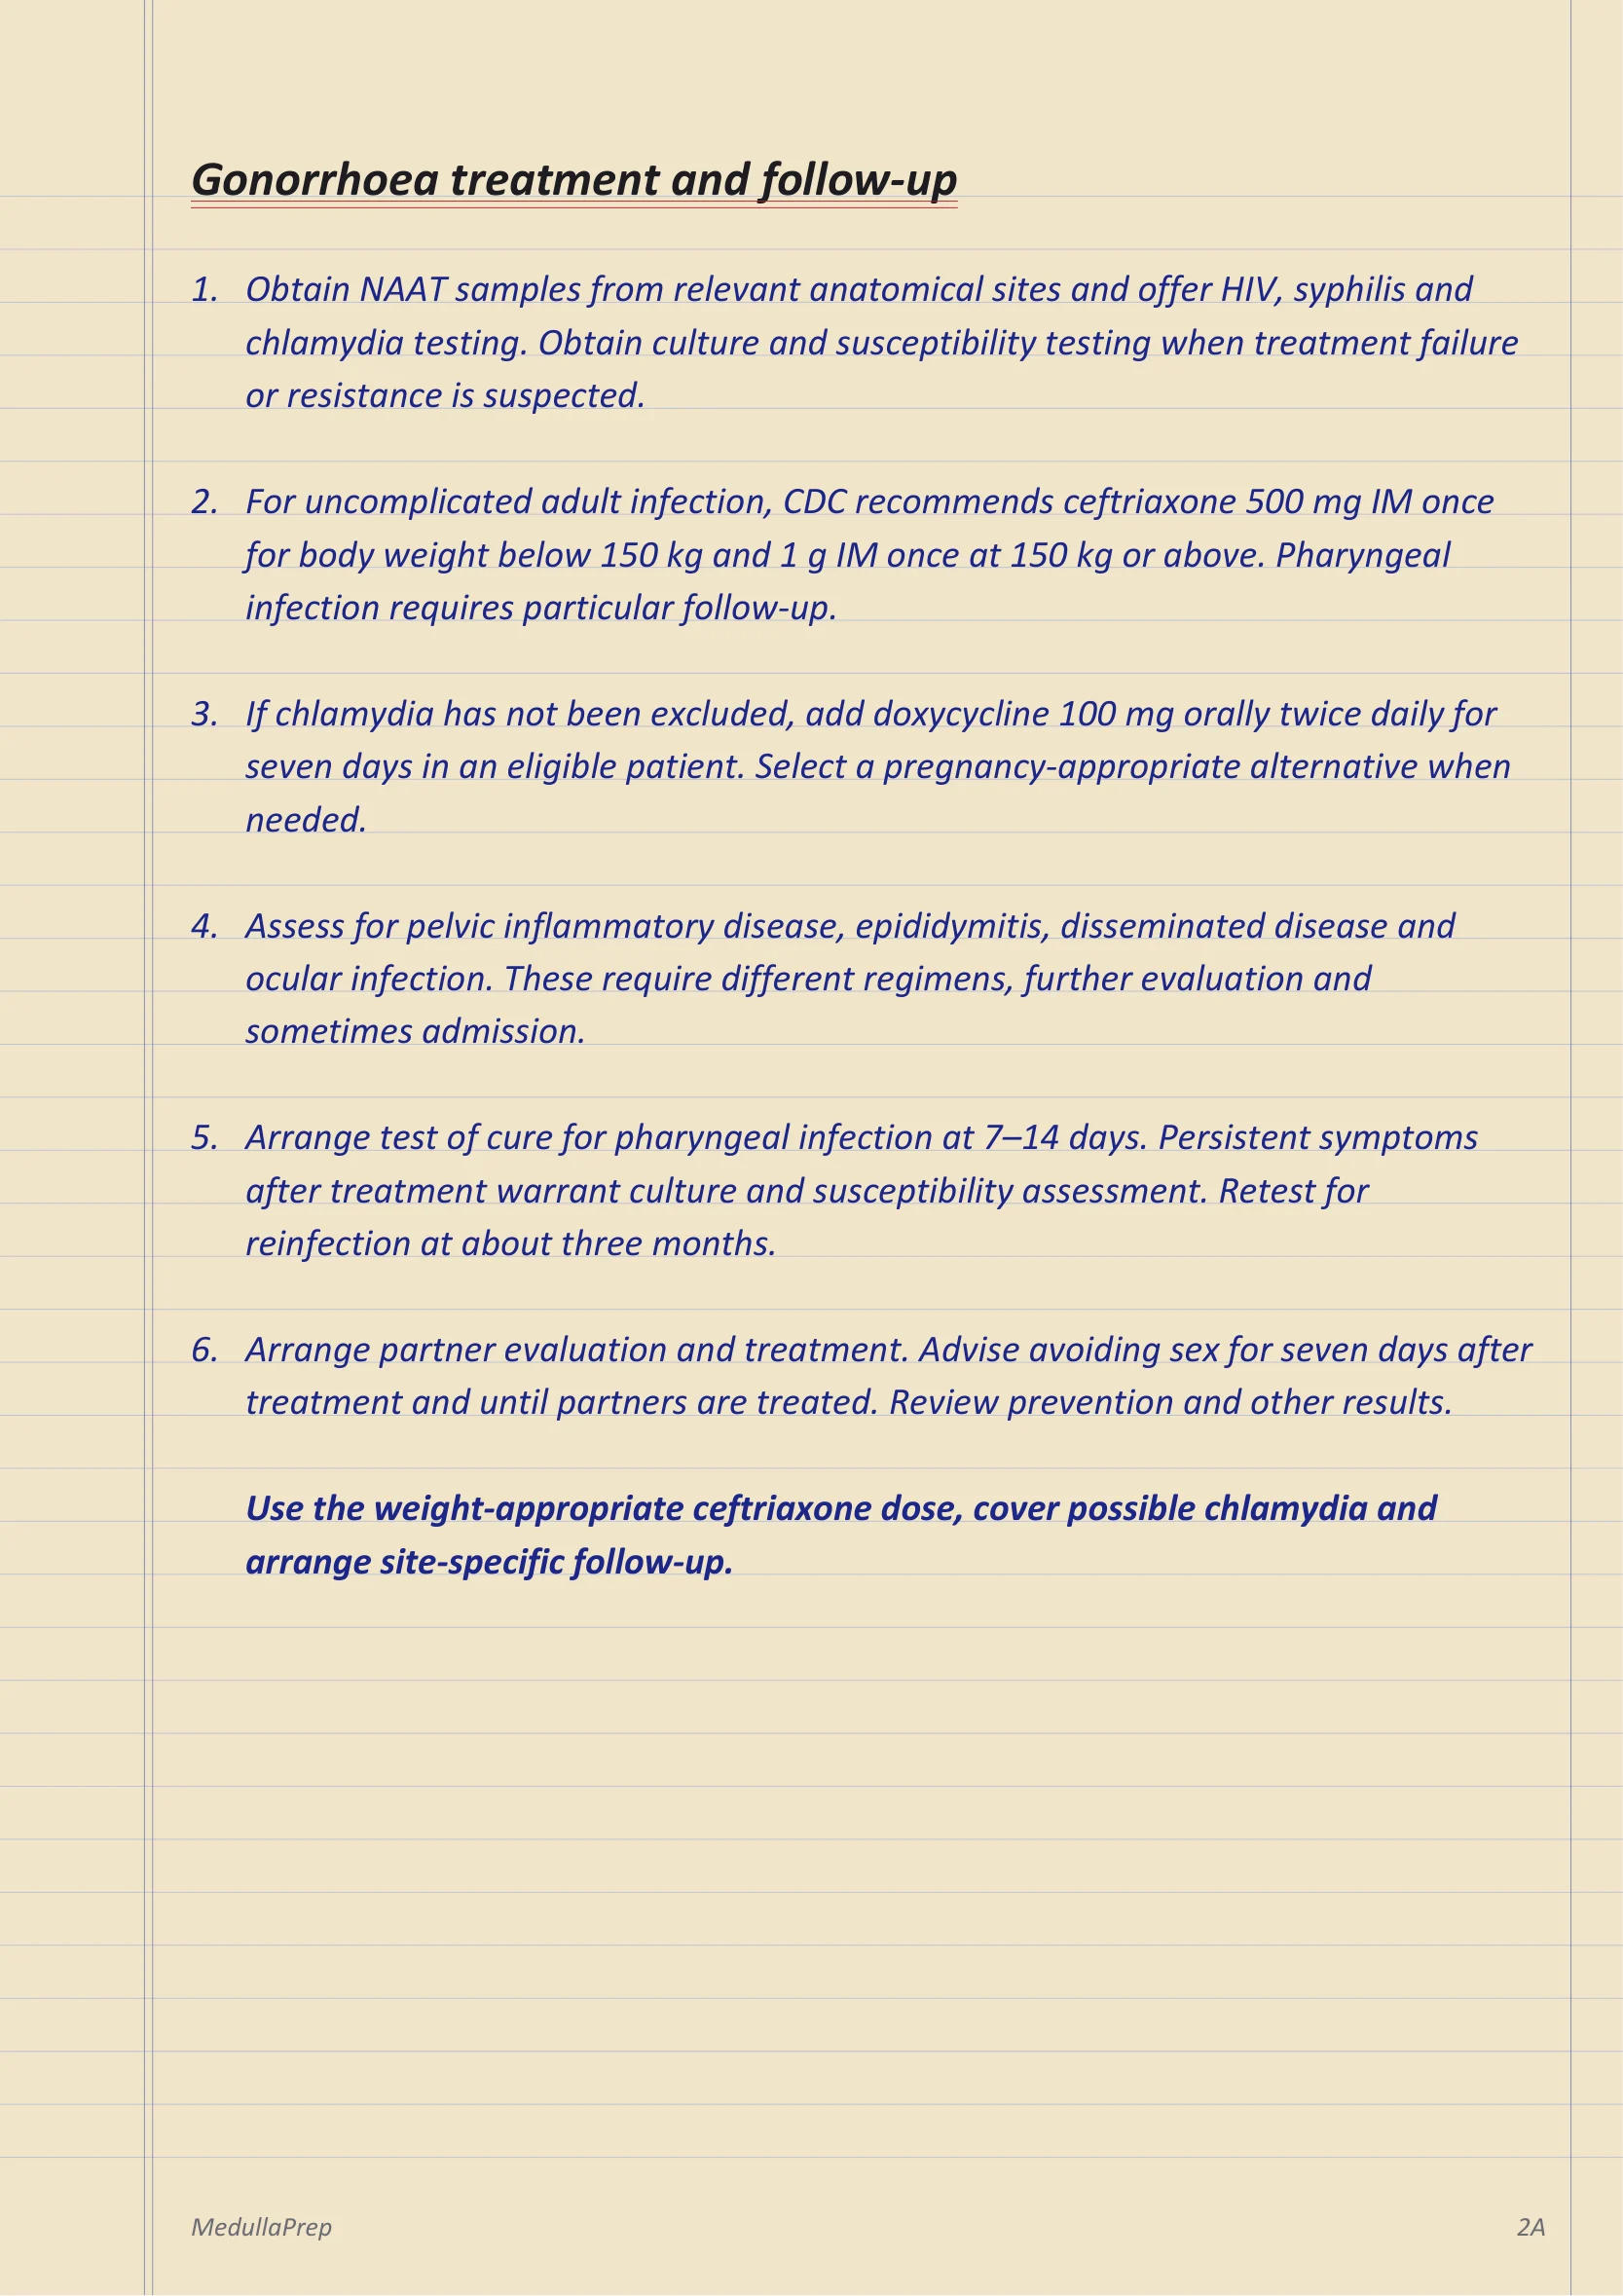 Gonorrhoea treatment and follow-up
1. Obtain NAAT samples from relevant anatomical sites and offer HIV, syphilis and
chlamydia testing. Obtain culture and susceptibility testing when treatment failure
or resistance is suspected.
2. For uncomplicated adult infection, CDC recommends ceftriaxone 500 mg IM once
for body weight below 150 kg and 1 g IM once at 150 kg or above. Pharyngeal
infection requires particular follow-up.
3. If chlamydia has not been excluded, add doxycycline 100 mg orally twice daily for
seven days in an eligible patient. Select a pregnancy-appropriate alternative when
needed.
4. Assess for pelvic inflammatory disease, epididymitis, disseminated disease and
ocular infection. These require different regimens, further evaluation and
sometimes admission.
5. Arrange test of cure for pharyngeal infection at 7–14 days. Persistent symptoms
after treatment warrant culture and susceptibility assessment. Retest for
reinfection at about three months.
6. Arrange partner evaluation and treatment. Advise avoiding sex for seven days after
treatment and until partners are treated. Review prevention and other results.
Use the weight-appropriate ceftriaxone dose, cover possible chlamydia and
arrange site-specific follow-up.
MedullaPrep
2A